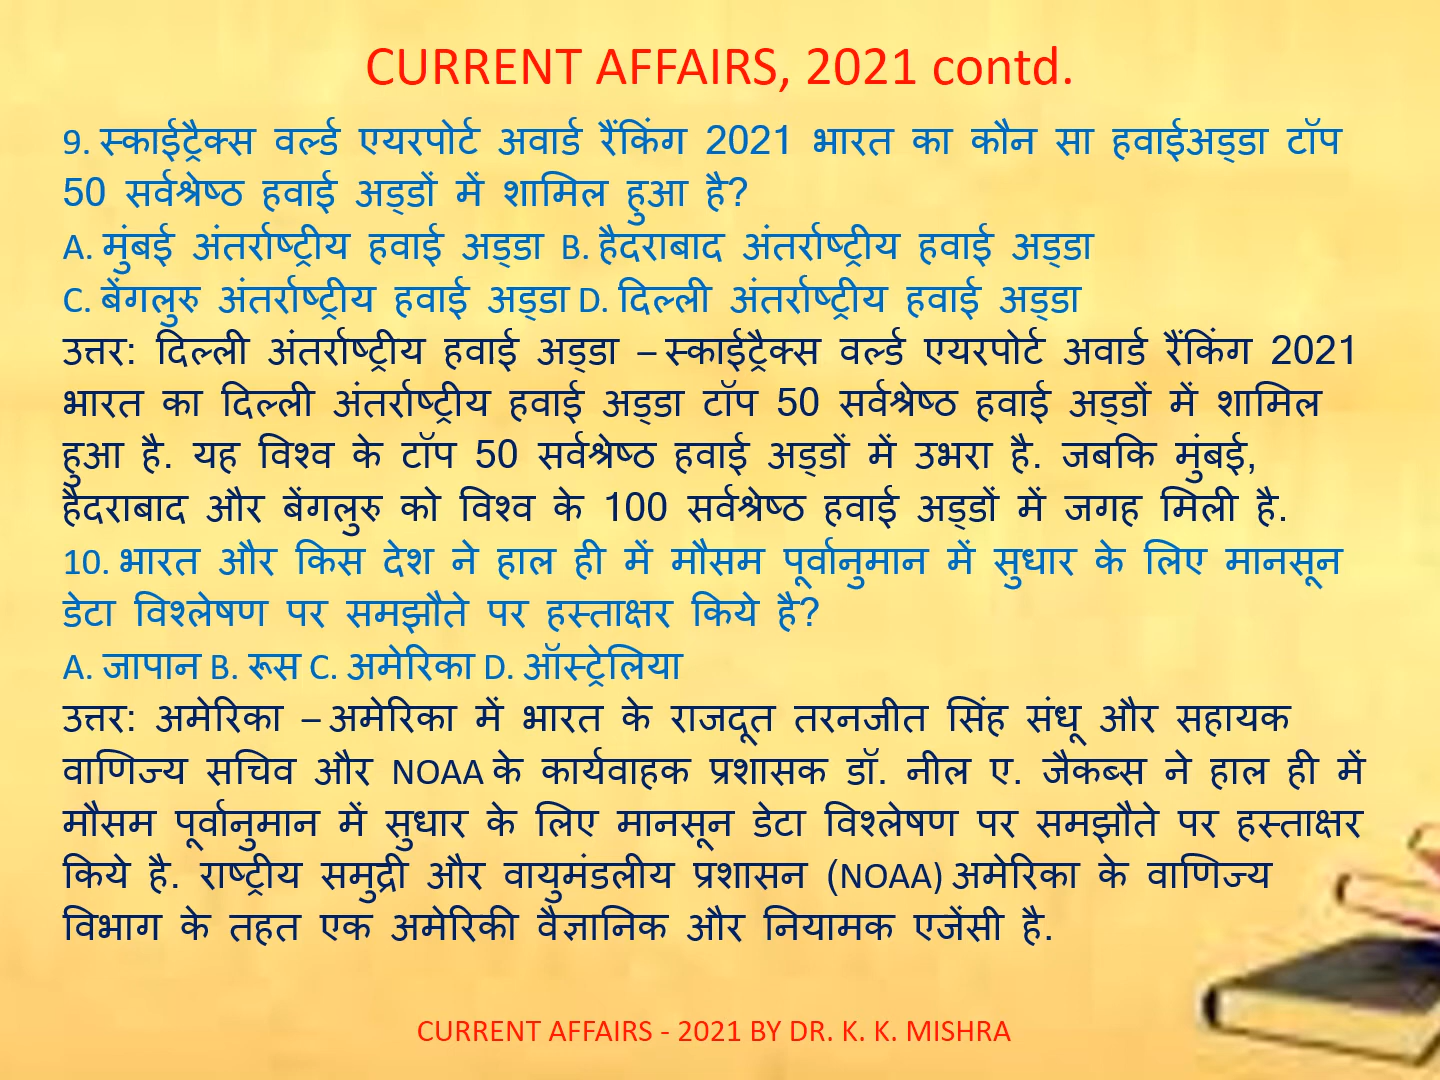 CURRENT AFFAIRS, 2021 contd.
9. स्काईट्रैक्स वर्ल्ड एयरपोर्ट अवार्ड रैंकिंग 2021 भारत का कौन सा हवाईअड्डा टॉप
50 सर्वश्रेष्ठ हवाई अड्डों में शामिल हुआ है?
A. मुंबई अंतर्राष्ट्रीय हवाई अड्डा B. हैदराबाद अंतर्राष्ट्रीय हवाई अड्डा
C. बेंगलुरु अंतर्राष्ट्रीय हवाई अड्डा D. दिल्ली अंतर्राष्ट्रीय हवाई अड्डा
उत्तर: दिल्ली अंतर्राष्ट्रीय हवाई अड्डा – स्काईट्रैक्स वर्ल्ड एयरपोर्ट अवार्ड रैंकिंग 2021
भारत का दिल्ली अंतर्राष्ट्रीय हवाई अड्डा टॉप 50 सर्वश्रेष्ठ हवाई अड्डों में शामिल
हुआ है. यह विश्व के टॉप 50 सर्वश्रेष्ठ हवाई अड्डों में उभरा है. जबकि मुंबई,
हैदराबाद और बेंगलुरु को विश्व के 100 सर्वश्रेष्ठ हवाई अड्डों में जगह मिली है.
10. भारत और किस देश ने हाल ही में मौसम पूर्वानुमान में सुधार के लिए मानसून
डेटा विश्लेषण पर समझौते पर हस्ताक्षर किये है?
A. जापान B. रूस C. अमेरिका D. ऑस्ट्रेलिया
उत्तर: अमेरिका – अमेरिका में भारत के राजदूत तरनजीत सिंह संधू और सहायक
वाणिज्य सचिव और NOAA के कार्यवाहक प्रशासक डॉ. नील ए. जैकब्स ने हाल ही में
मौसम पूर्वानुमान में सुधार के लिए मानसून डेटा विश्लेषण पर समझौते पर हस्ताक्षर
किये है. राष्ट्रीय समुद्री और वायुमंडलीय प्रशासन (NOAA) अमेरिका के वाणिज्य
विभाग के तहत एक अमेरिकी वैज्ञानिक और नियामक एजेंसी है.
CURRENT AFFAIRS - 2021 BY DR. K. K. MISHRA